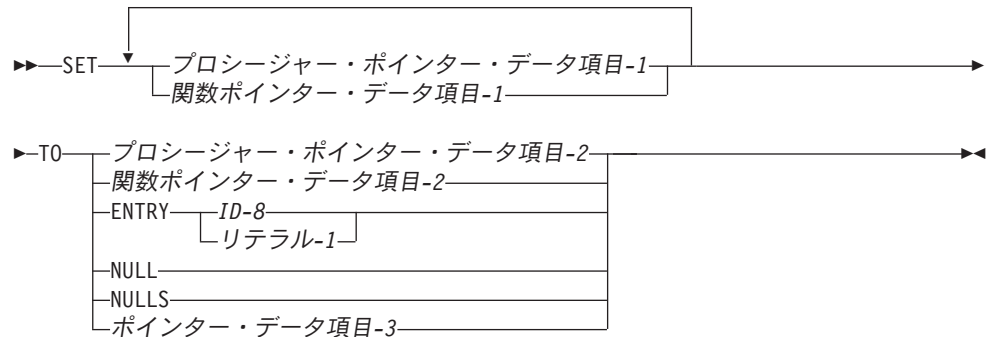 SET プロシージャー・ポインター・データ項目-1
関数ポインター・データ項目-1
TO プロシージャー・ポインター・データ項目-2
関数ポインター・データ項目-2
ENTRY ID-8
リテラル-1
NULL
NULLS
ポインター・データ項目-3